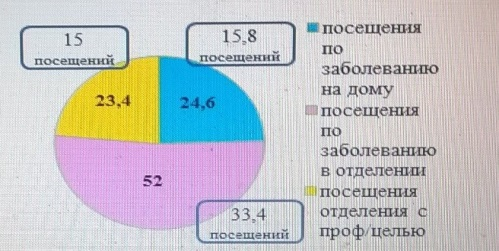 15
посещений
15,8
посещений
23,4
24,6
52
33,4
посещений
посещения
по
заболеванию
на дому
посещения
по
заболеванию
в отделении
посещения
отделения с
проф/целью